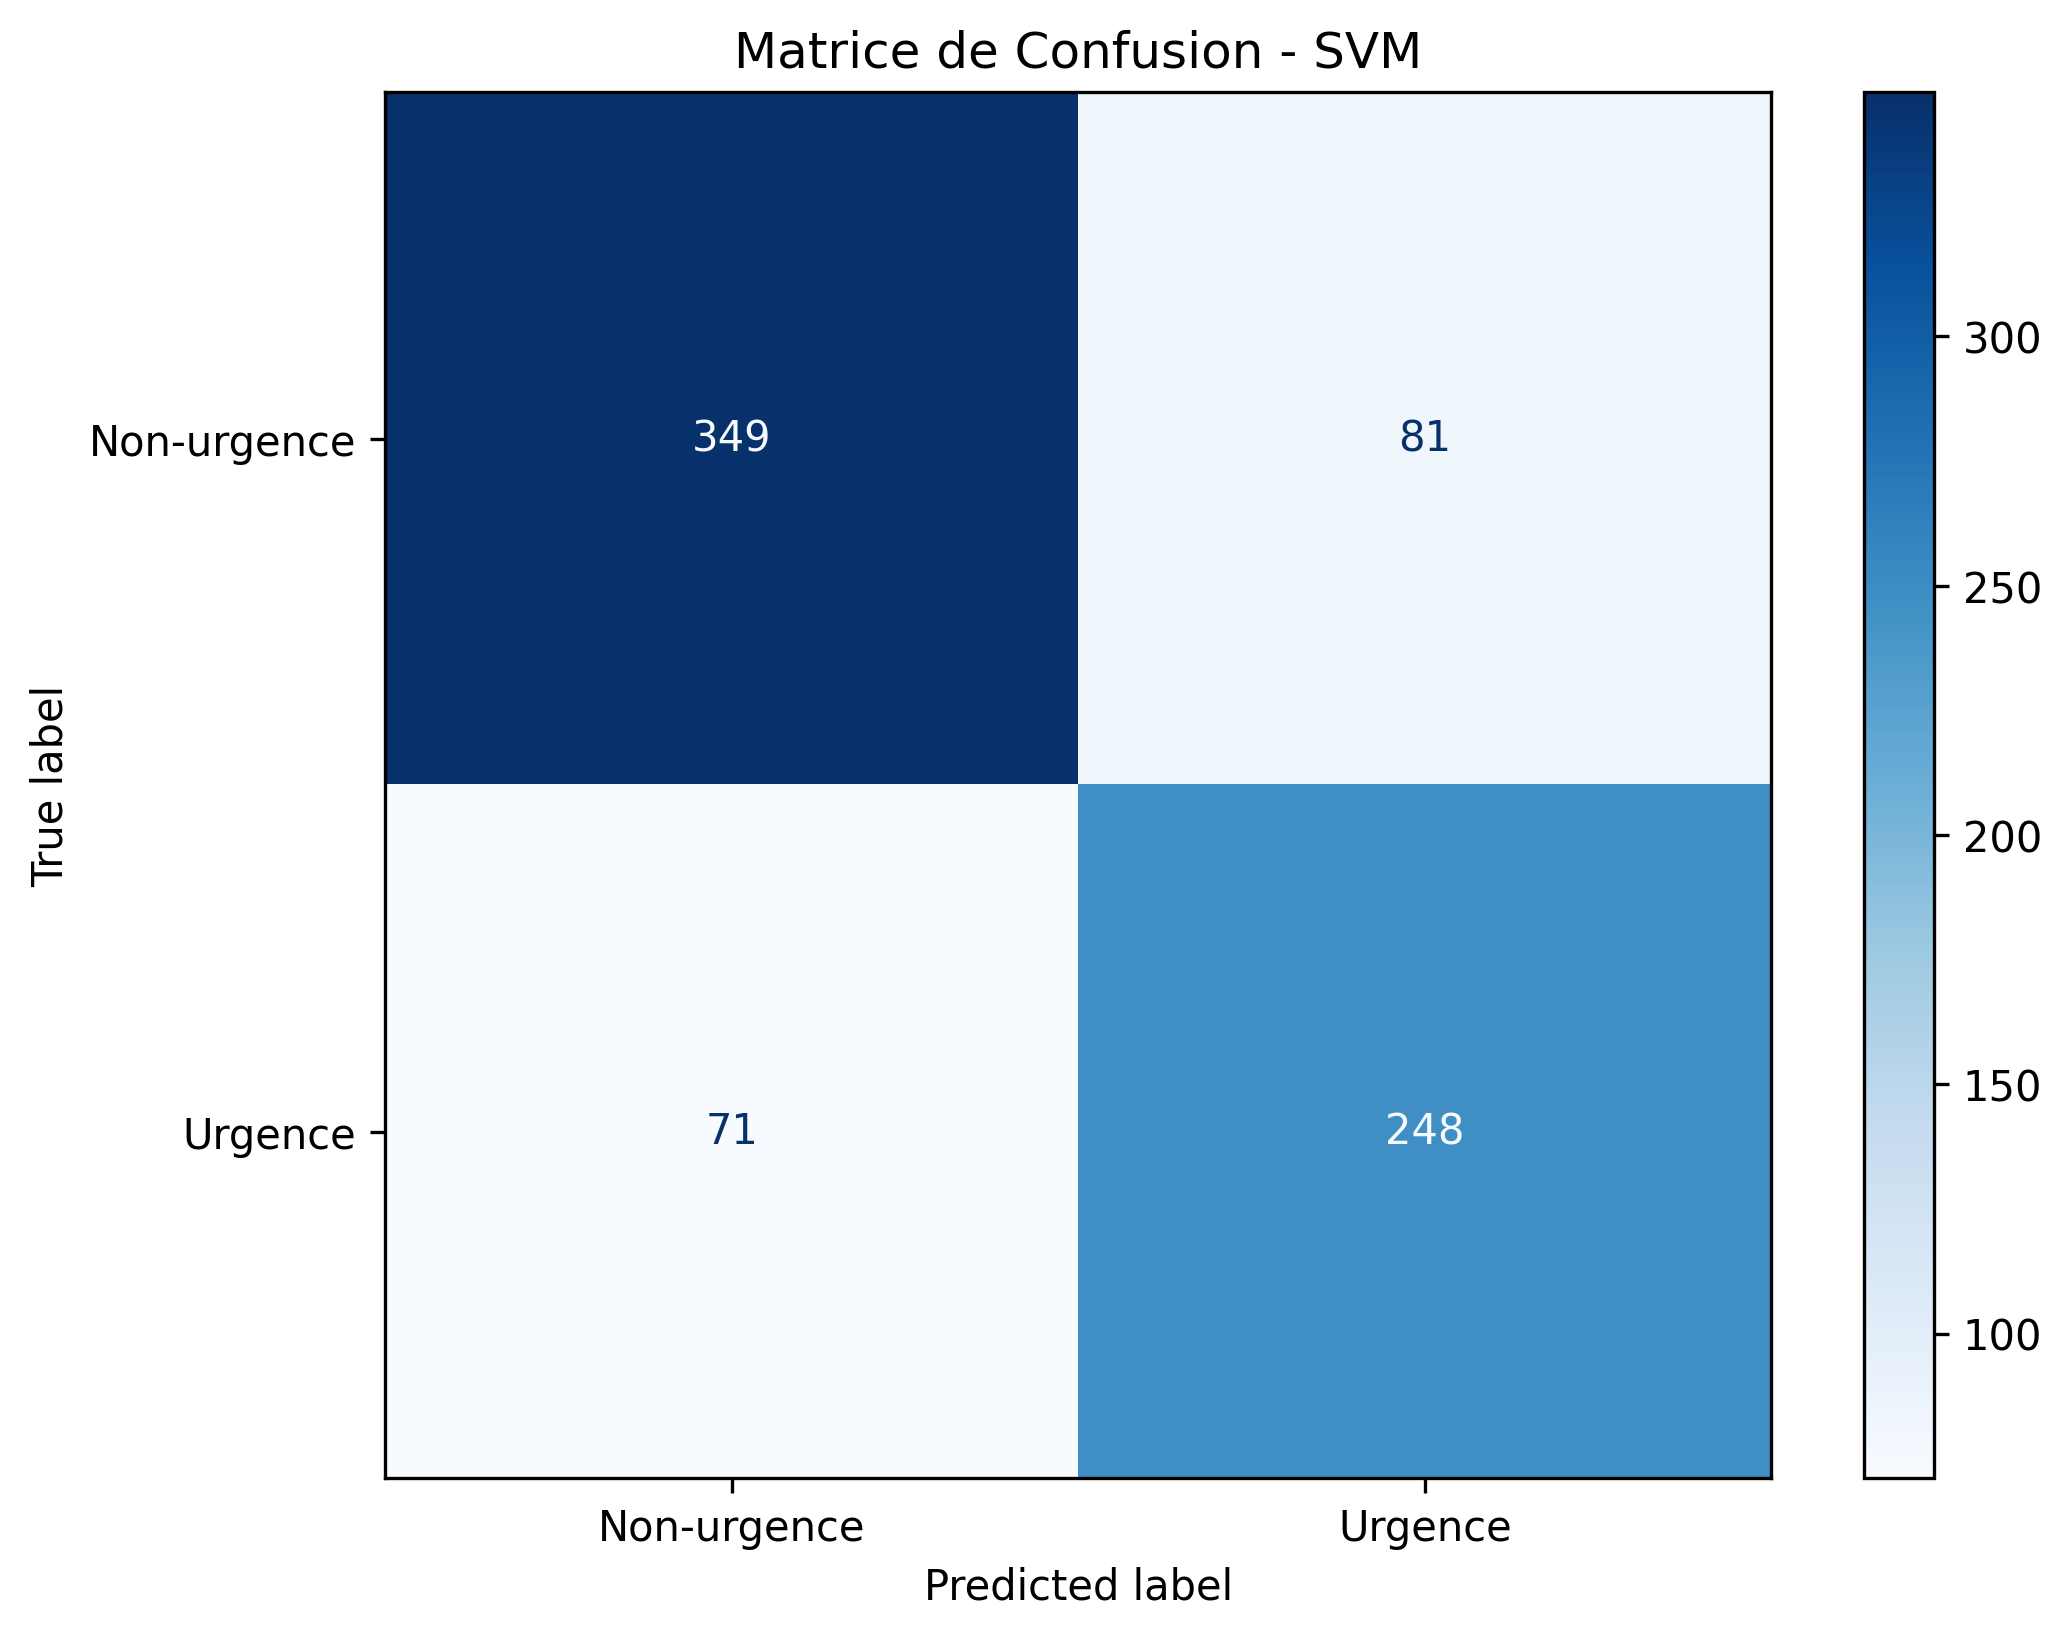 Matrice de Confusion - SVM
True label
Non-urgence
349
81
Urgence
71
248
Non-urgence
Urgence
Predicted label
300
250
200
150
100